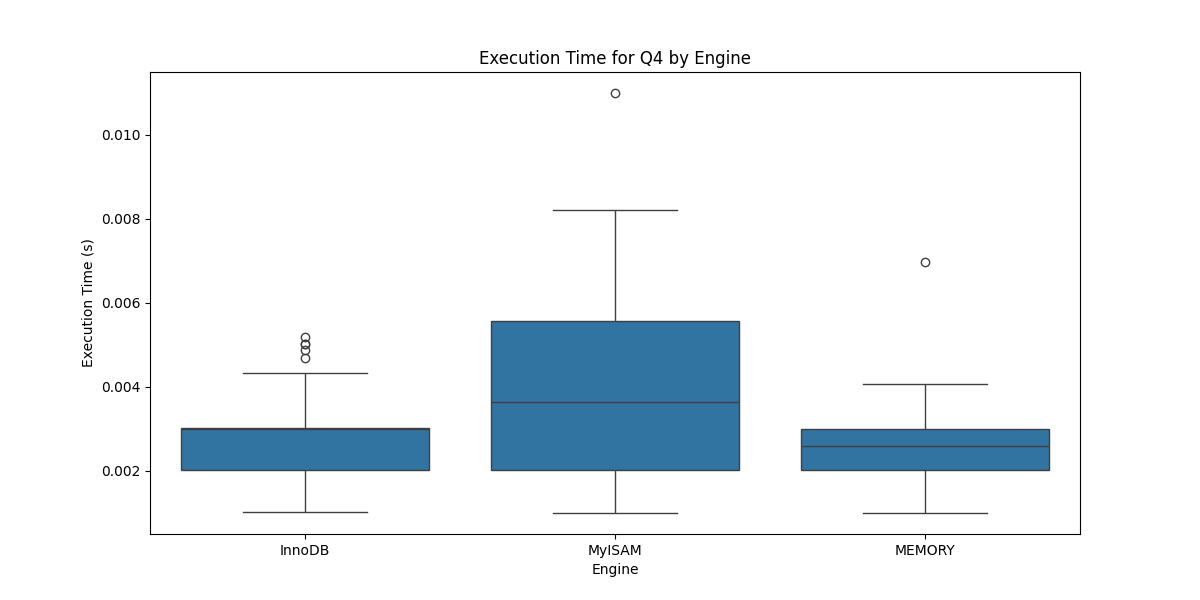 Execution Time for Q4 by Engine
Execution Time (s)
0.010
0.008
0.006
0.004
0.002
InnoDB
MyISAM
MEMORY
Engine